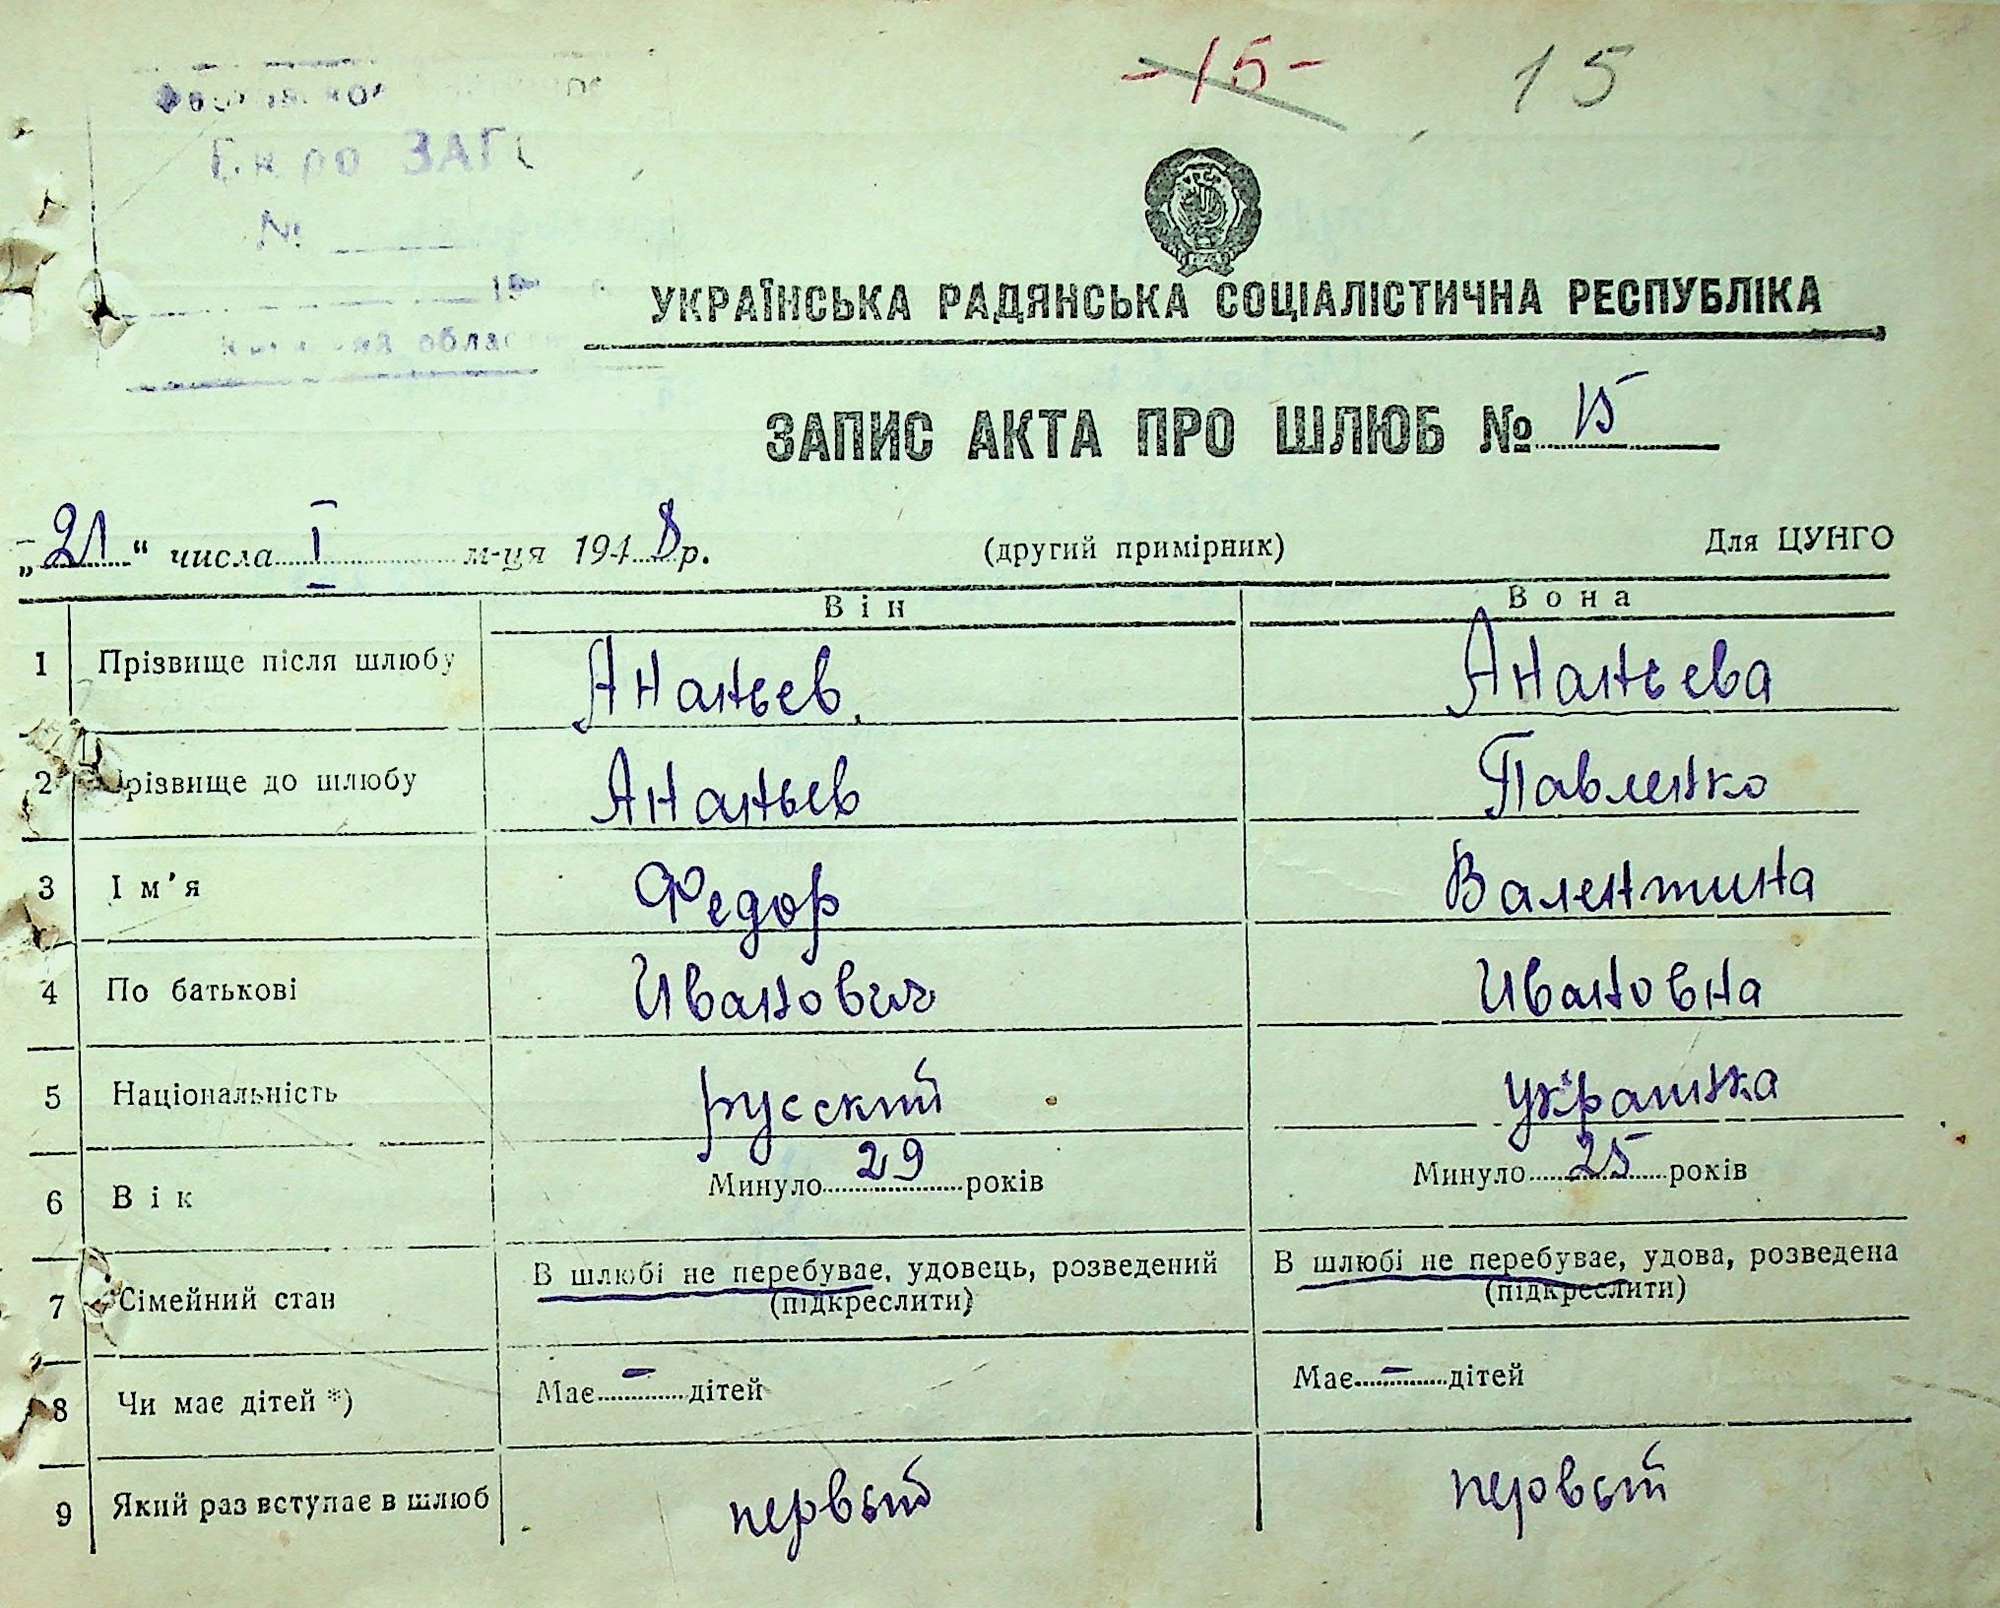 -15- 15
Бюро ЗАГС
№
19
област
УКРАЇНСЬКА РАДЯНСЬКА СОЦІАЛІСТИЧНА РЕСПУБЛІКА
ЗАПИС АКТА ПРО ШЛЮБ № 15
„21“ числа I м-ця 1948 р. (другий примірник) Для ЦУНГО
Він Вона
1 Прізвище після шлюбу Ананьев. Ананьева
2 Прізвище до шлюбу Ананьев Павленко
3 Ім'я Федор Валентина
4 По батькові Иванович Ивановна
5 Національність русский украинка
6 Вік Минуло 29 років Минуло 25 років
7 Сімейний стан В шлюбі не перебуває, удовець, розведений (підкреслити) В шлюбі не перебуває, удова, розведена (підкреслити)
8 Чи має дітей *) Має - дітей Має - дітей
9 Який раз вступає в шлюб первый первый